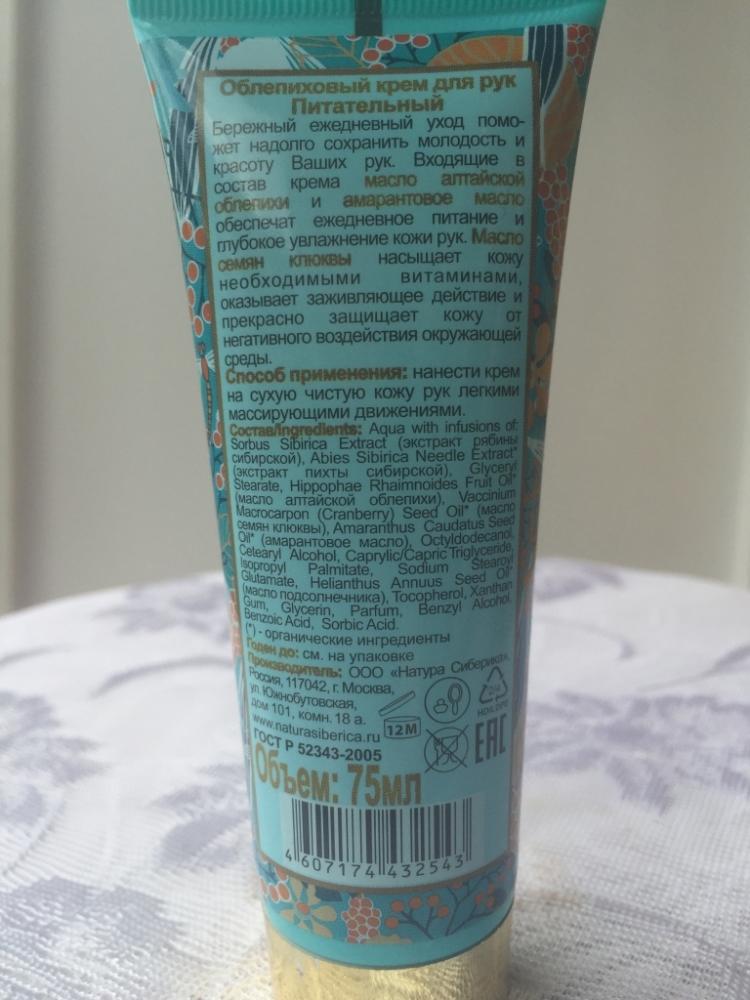 Облепиховый крем для рук
Питательный
Бережный ежедневный уход помо-
жет надолго сохранить молодость и
красоту Ваших рук. Входящие в
состав крема масло алтайской
облепихи и амарантовое масло
обеспечат ежедневное питание и
глубокое увлажнение кожи рук. Масло
семян клюквы насыщает кожу
необходимыми витаминами,
оказывает заживляющее действие и
прекрасно защищает кожу от
негативного воздействия окружающей
среды.
Способ применения: нанести крем
на сухую чистую кожу рук легкими
массирующими движениями.
Состав/Ingredients: Aqua with infusions of:
Sorbus Sibirica Extract (экстракт рябины
сибирской), Abies Sibirica Needle Extract*
(экстракт пихты сибирской), Glyceryl
Stearate, Hippophae Rhaimnoides Fruit Oil*
(масло алтайской облепихи), Vaccinium
Macrocarpon (Cranberry) Seed Oil* (масло
семян клюквы), Amaranthus Caudatus Seed
Oil* (амарантовое масло), Octyldodecanol,
Cetearyl Alcohol, Caprylic/Capric Triglyceride,
Isopropyl Palmitate, Sodium Stearoyl
Glutamate, Helianthus Annuus Seed Oil*
(масло подсолнечника), Tocopherol, Xanthan
Gum, Glycerin, Parfum, Benzyl Alcohol,
Benzoic Acid, Sorbic Acid.
(*) - органические ингредиенты
Годен до: см. на упаковке
Производитель: ООО «Натура Сиберика»,
Россия, 117042, г. Москва,
ул. Южнобутовская,
дом 101, комн. 18 а.
www.naturasiberica.ru
ГОСТ Р 52343-2005
12M
HD/LDPE
EAC
Объем: 75мл
4 607174 432543